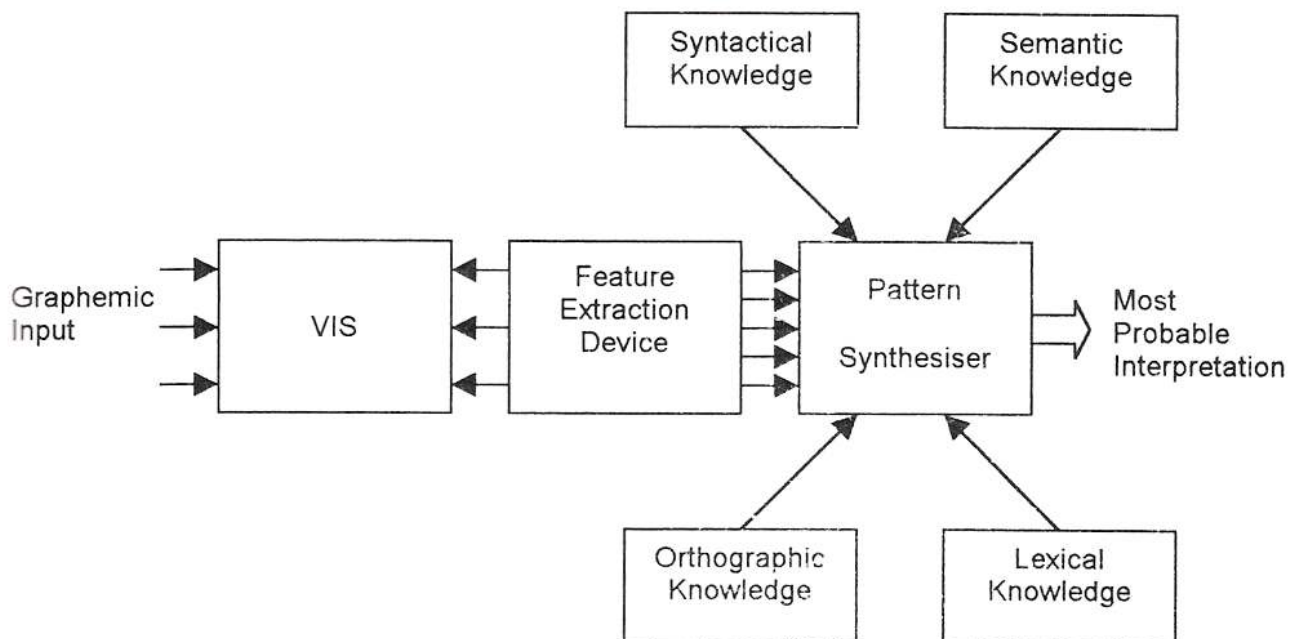 Syntactical
Knowledge
Semantic
Knowledge
Graphemic
Input
VIS
Feature
Extraction
Device
Pattern
Synthesiser
Most
Probable
Interpretation
Orthographic
Knowledge
Lexical
Knowledge